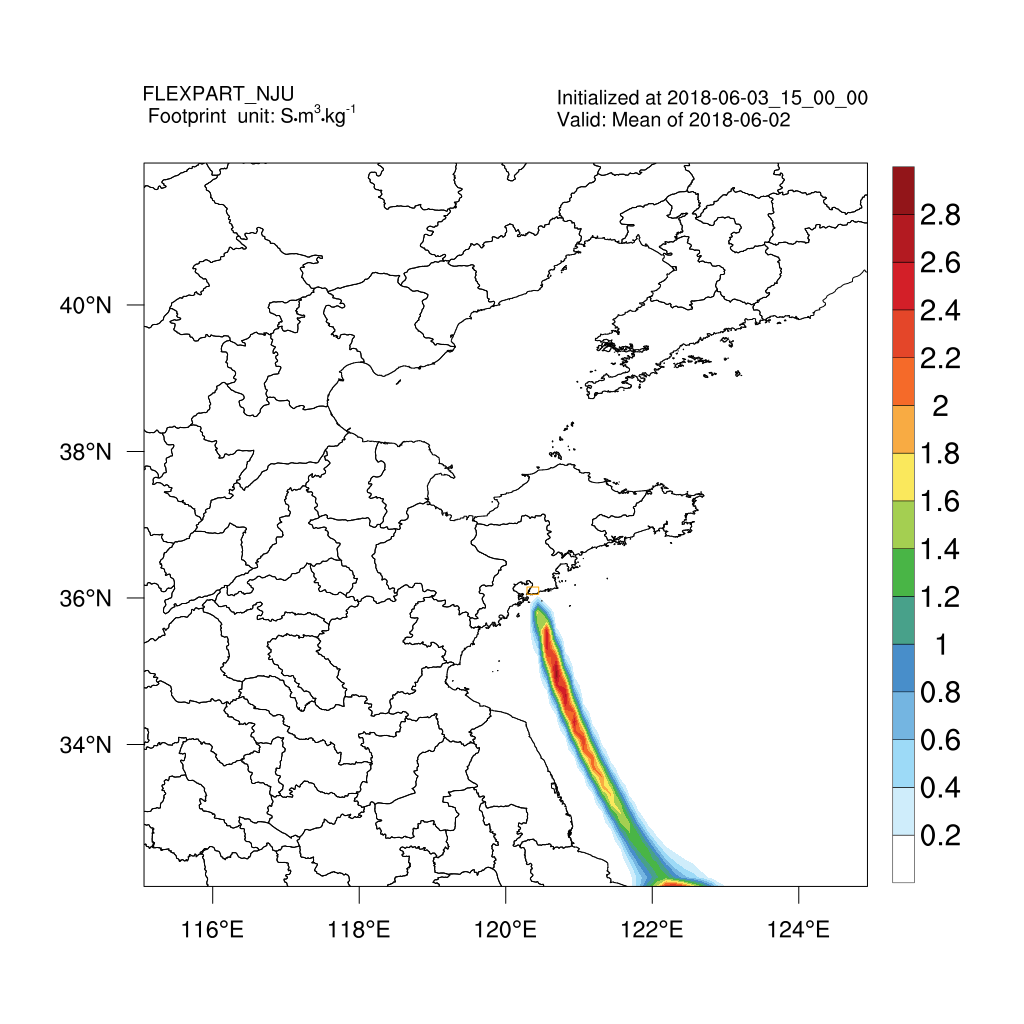 FLEXPART_NJU
Footprint unit: S•m³•kg⁻¹
Initialized at 2018-06-03_15_00_00
Valid: Mean of 2018-06-02
40°N
38°N
36°N
34°N
116°E
118°E
120°E
122°E
124°E
2.8
2.6
2.4
2.2
2
1.8
1.6
1.4
1.2
1
0.8
0.6
0.4
0.2